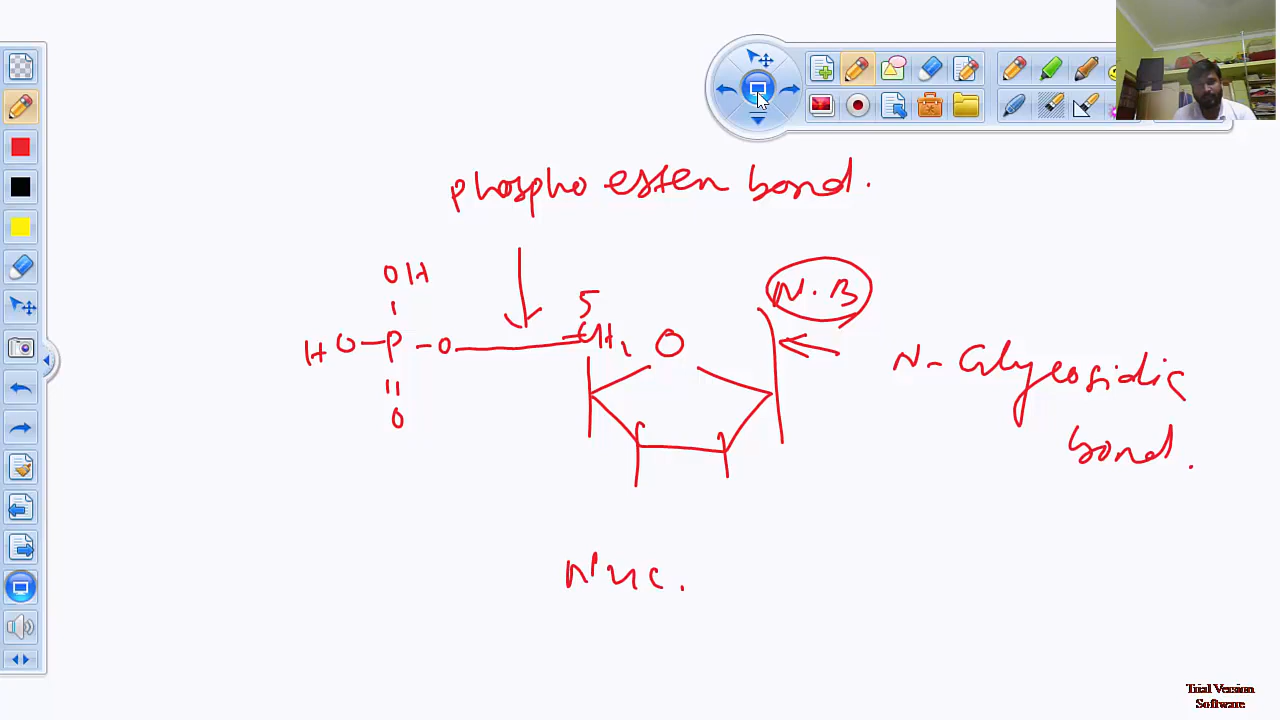 phospho ester bond.
OH
5
N.B
HO-P-O
CH2
O
O
N-Glycosidic
bond.
Nuc.
Trial Version
Software